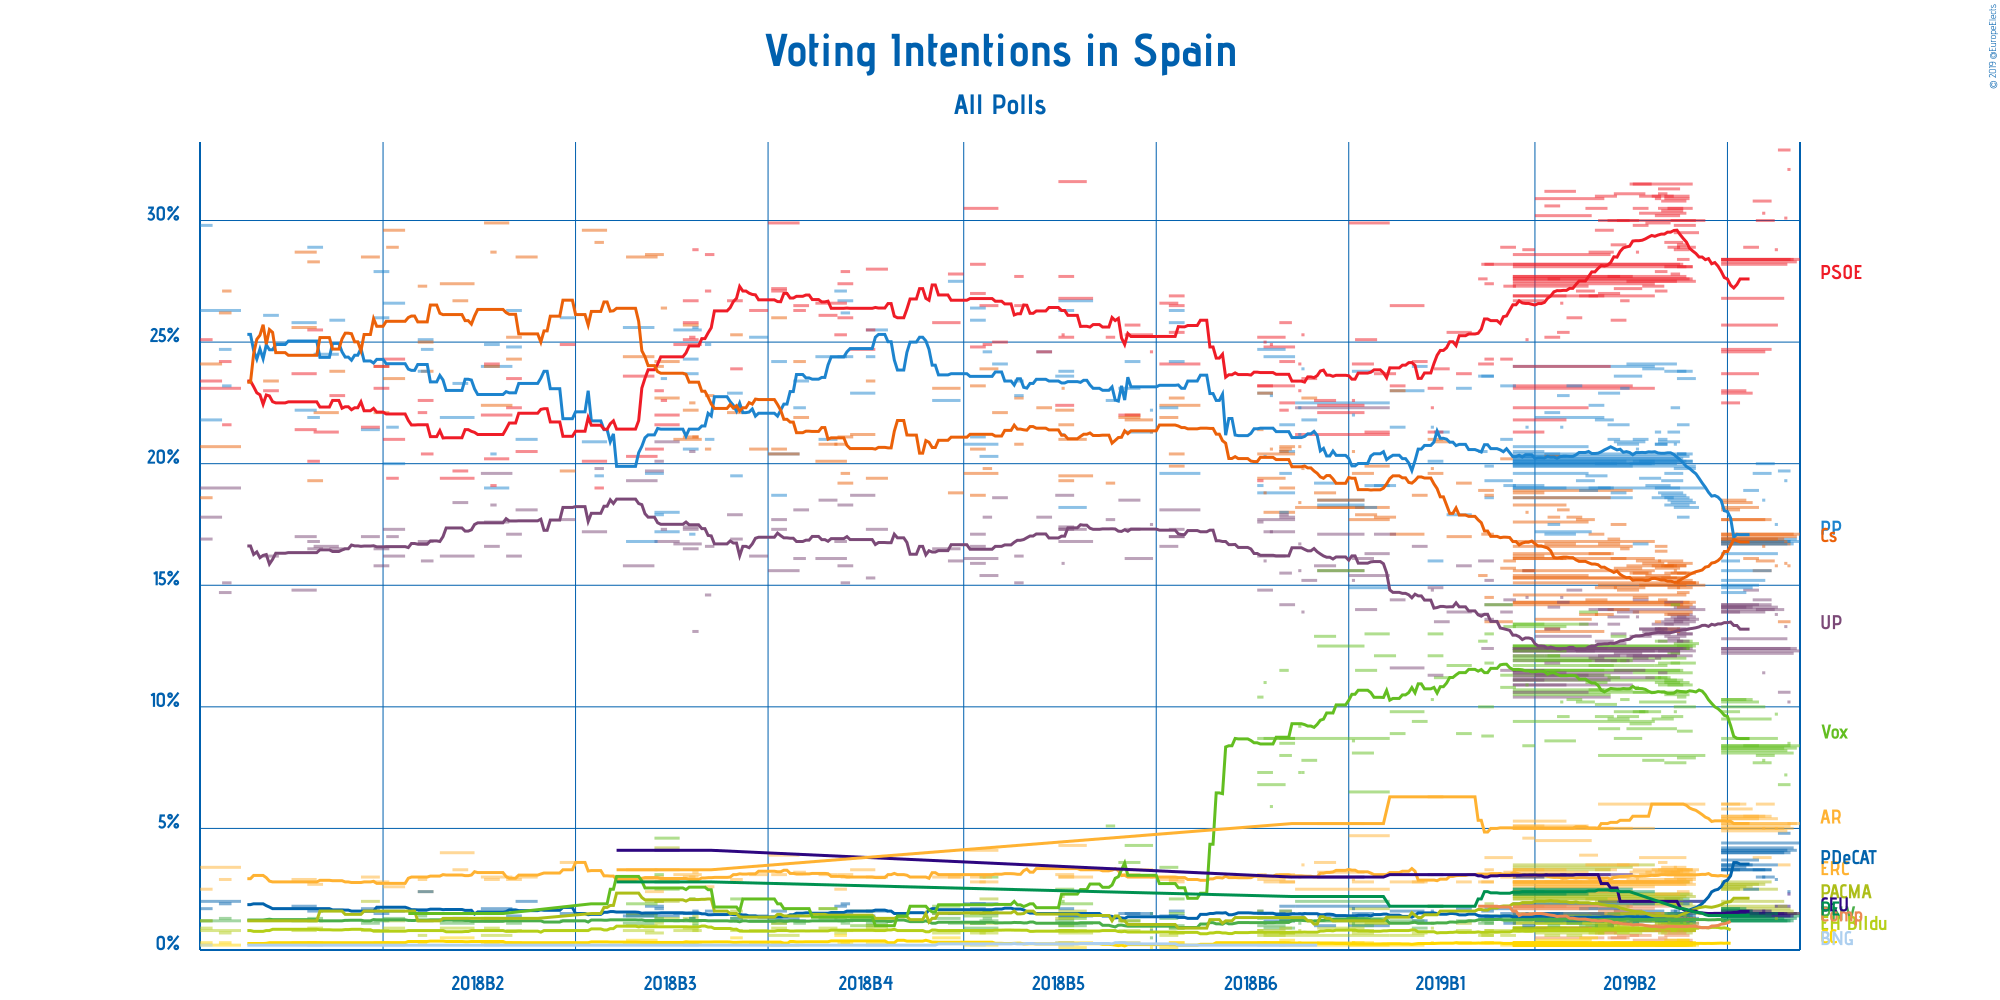 © 2019 @EuropeElects
Voting Intentions in Spain
All Polls
30%
25%
20%
15%
10%
5%
0%
PSOE
PP
Cs
UP
Vox
AR
PDeCAT
ERC
PACMA
CEU
EH Bildu
BNG
2018B2 2018B3 2018B4 2018B5 2018B6 2019B1 2019B2